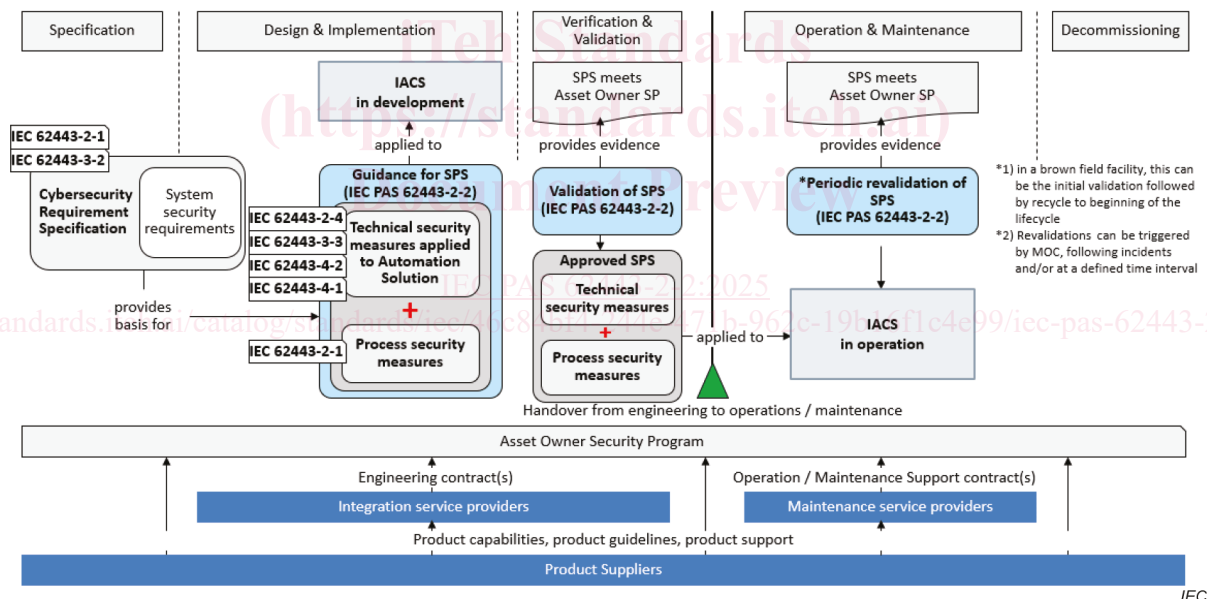 Specification
Design & Implementation
Verification &
Validation
Operation & Maintenance
Decommissioning
iTeh Standards
(https://standards.iteh.ai)
Document Preview
IACS
in development
SPS meets
Asset Owner SP
SPS meets
Asset Owner SP
applied to
provides evidence
provides evidence
IEC 62443-2-1
IEC 62443-3-2
Cybersecurity
Requirement
Specification
System
security
requirements
provides
basis for
Guidance for SPS
(IEC PAS 62443-2-2)
IEC 62443-2-4
IEC 62443-3-3
IEC 62443-4-2
IEC 62443-4-1
Technical security
measures applied
to Automation
Solution
+
IEC 62443-2-1
Process security
measures
Validation of SPS
(IEC PAS 62443-2-2)
Approved SPS
Technical
security measures
+
Process security
measures
applied to
*Periodic revalidation of
SPS
(IEC PAS 62443-2-2)
IACS
in operation
*1) in a brown field facility, this can
be the initial validation followed
by recycle to beginning of the
lifecycle
*2) Revalidations can be triggered
by MOC, following incidents
and/or at a defined time interval
IEC PAS 62443-2-2:2025
Handover from engineering to operations / maintenance
Asset Owner Security Program
Engineering contract(s)
Operation / Maintenance Support contract(s)
Integration service providers
Maintenance service providers
Product capabilities, product guidelines, product support
Product Suppliers
IEC